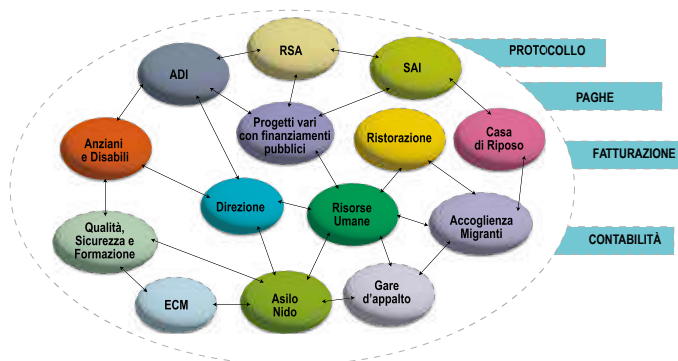 RSA
PROTOCOLLO
ADI
SAI
PAGHE
Progetti vari
con finanziamenti
pubblici
Anziani
e Disabili
Ristorazione
Casa
di Riposo
FATTURAZIONE
Direzione
Risorse
Umane
Accoglienza
Migranti
Qualità,
Sicurezza e
Formazione
CONTABILITÀ
ECM
Asilo
Nido
Gare
d’appalto